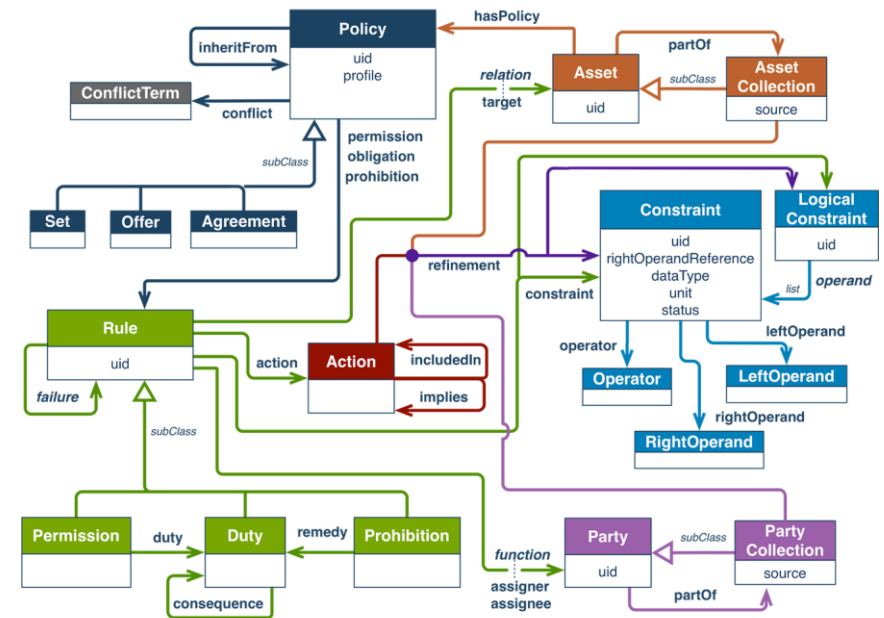 Policy
uid
profile
inheritFrom
hasPolicy
partOf
relation
target
Asset
uid
subClass
Asset
Collection
source
ConflictTerm
conflict
subClass
permission
obligation
prohibition
Set
Offer
Agreement
Constraint
uid
rightOperandReference
dataType
unit
status
Logical
Constraint
uid
refinement
constraint
list
operand
Rule
uid
failure
action
Action
includedIn
implies
operator
leftOperand
Operator
LeftOperand
rightOperand
RightOperand
subClass
Permission
duty
Duty
remedy
Prohibition
consequence
function
assigner
assignee
Party
uid
subClass
Party
Collection
source
partOf